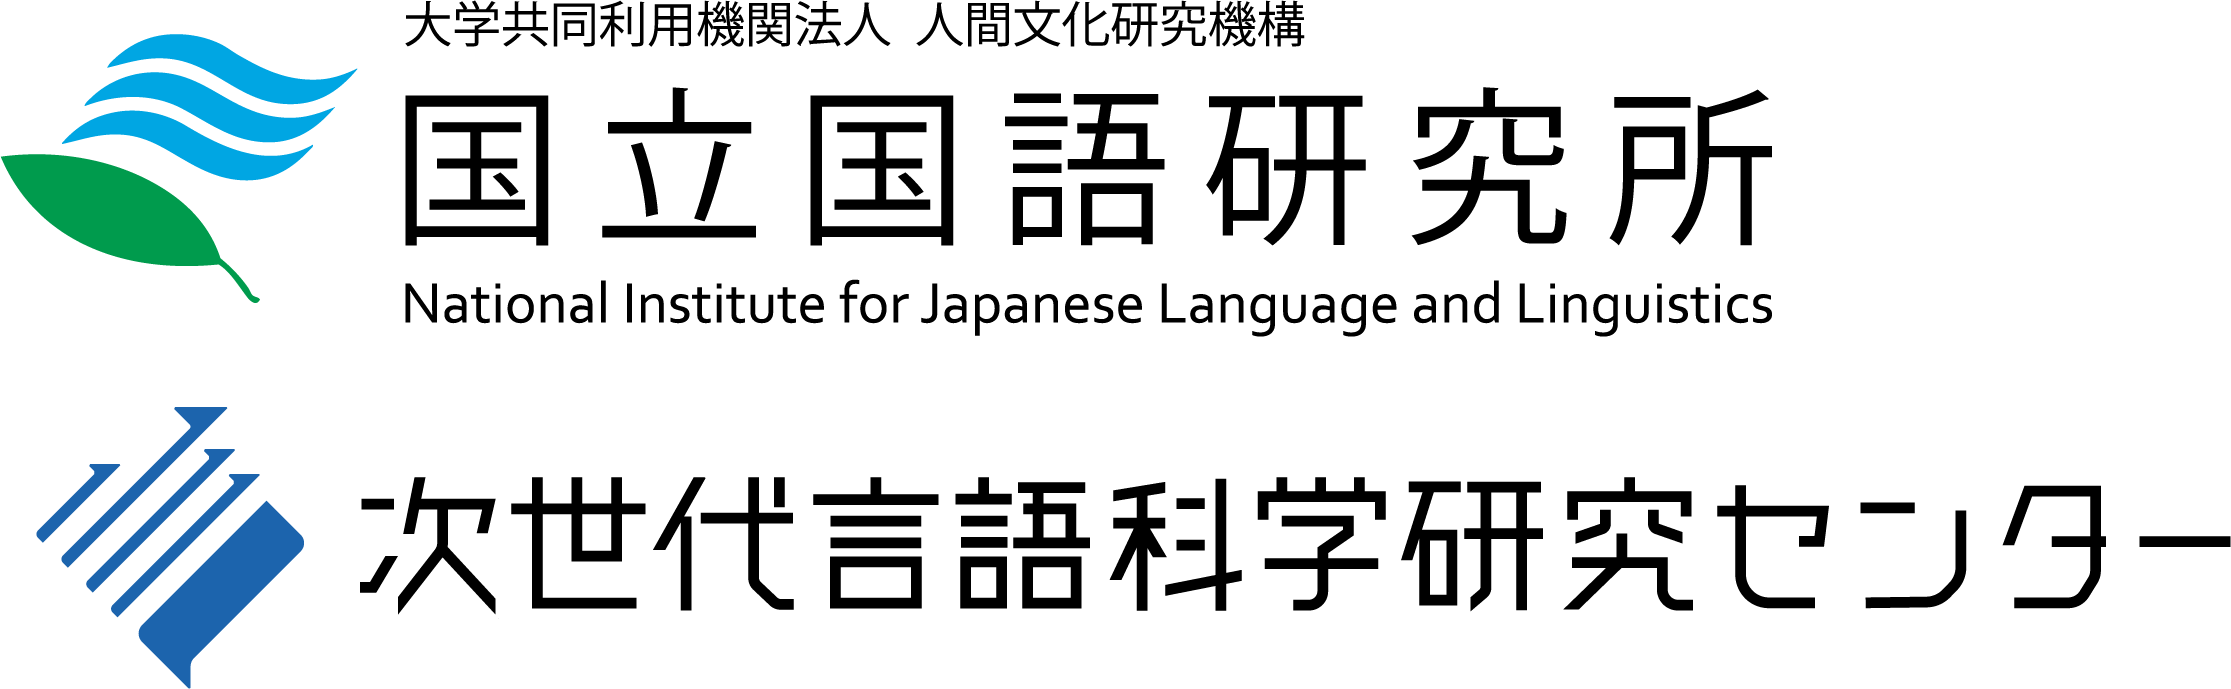 大学共同利用機関法人 人間文化研究機構
国立国語研究所
National Institute for Japanese Language and Linguistics
次世代言語科学研究センター